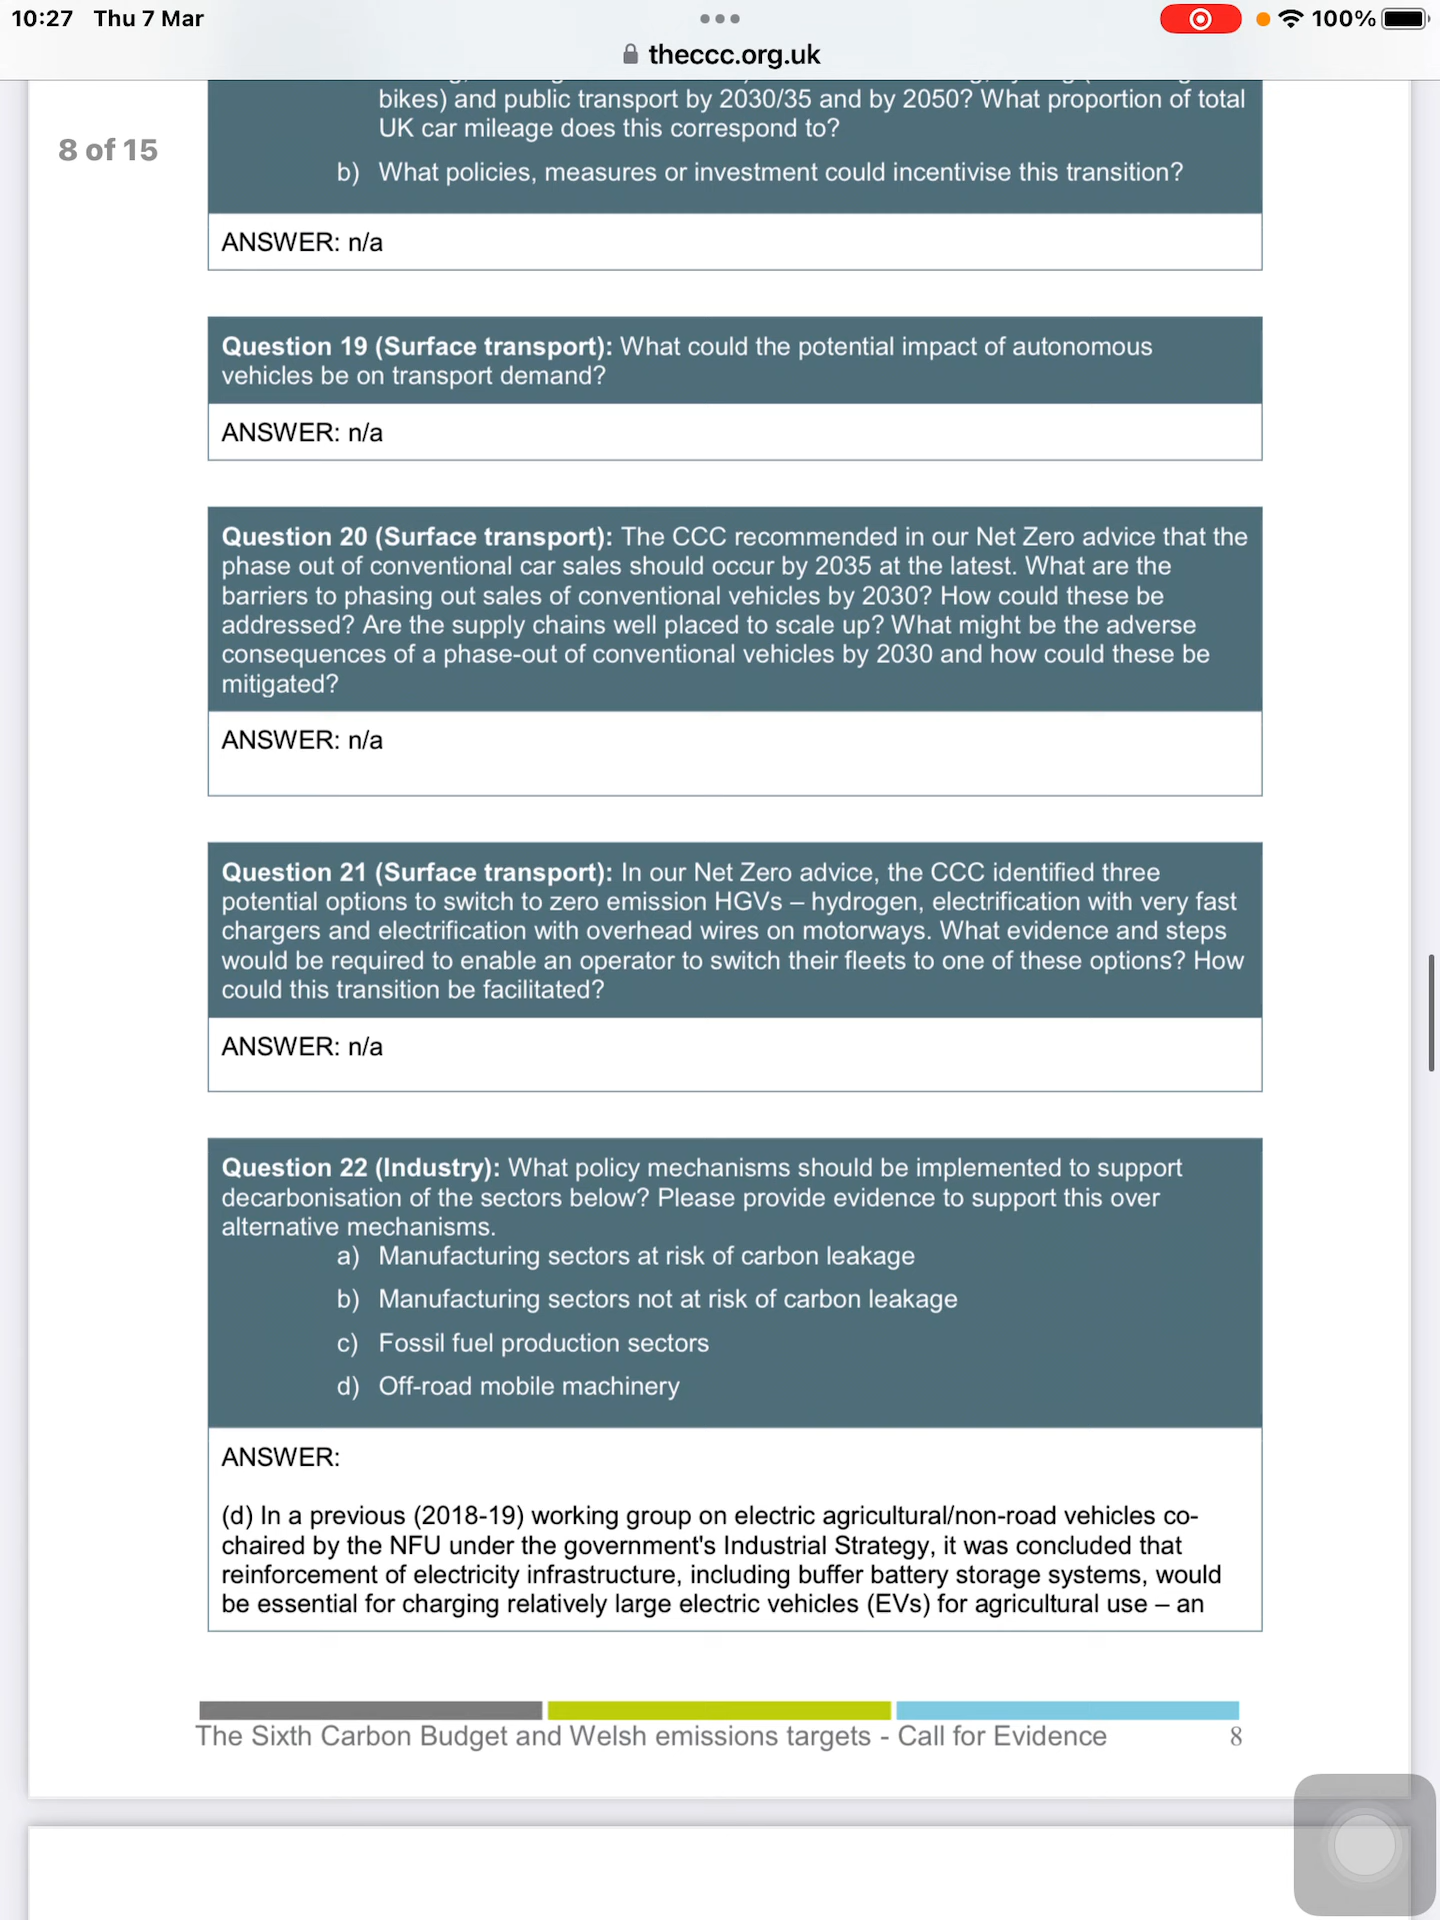 10:27 Thu 7 Mar
100%
theccc.org.uk
8 of 15
bikes) and public transport by 2030/35 and by 2050? What proportion of total
UK car mileage does this correspond to?
b) What policies, measures or investment could incentivise this transition?
ANSWER: n/a
Question 19 (Surface transport): What could the potential impact of autonomous
vehicles be on transport demand?
ANSWER: n/a
Question 20 (Surface transport): The CCC recommended in our Net Zero advice that the
phase out of conventional car sales should occur by 2035 at the latest. What are the
barriers to phasing out sales of conventional vehicles by 2030? How could these be
addressed? Are the supply chains well placed to scale up? What might be the adverse
consequences of a phase-out of conventional vehicles by 2030 and how could these be
mitigated?
ANSWER: n/a
Question 21 (Surface transport): In our Net Zero advice, the CCC identified three
potential options to switch to zero emission HGVs – hydrogen, electrification with very fast
chargers and electrification with overhead wires on motorways. What evidence and steps
would be required to enable an operator to switch their fleets to one of these options? How
could this transition be facilitated?
ANSWER: n/a
Question 22 (Industry): What policy mechanisms should be implemented to support
decarbonisation of the sectors below? Please provide evidence to support this over
alternative mechanisms.
a) Manufacturing sectors at risk of carbon leakage
b) Manufacturing sectors not at risk of carbon leakage
c) Fossil fuel production sectors
d) Off-road mobile machinery
ANSWER:
(d) In a previous (2018-19) working group on electric agricultural/non-road vehicles co-
chaired by the NFU under the government's Industrial Strategy, it was concluded that
reinforcement of electricity infrastructure, including buffer battery storage systems, would
be essential for charging relatively large electric vehicles (EVs) for agricultural use – an
The Sixth Carbon Budget and Welsh emissions targets - Call for Evidence 8